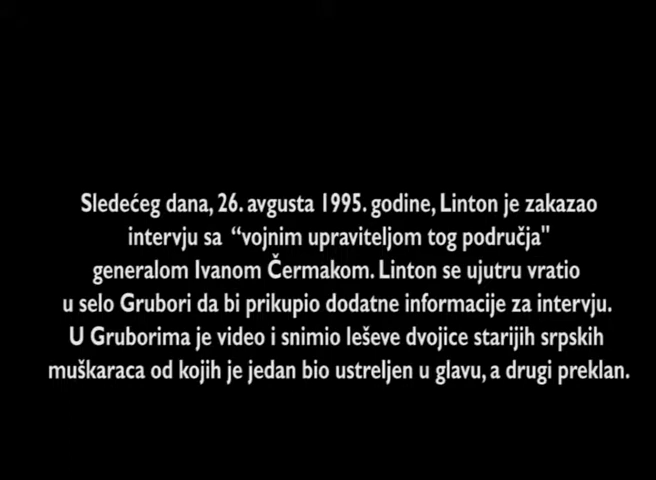 Sledećeg dana, 26. avgusta 1995. godine, Linton je zakazao
intervju sa “vojnim upraviteljom tog područja"
generalom Ivanom Čermakom. Linton se ujutru vratio
u selo Grubori da bi prikupio dodatne informacije za intervju.
U Gruborima je video i snimio leševe dvojice starijih srpskih
muškaraca od kojih je jedan bio ustreljen u glavu, a drugi preklan.